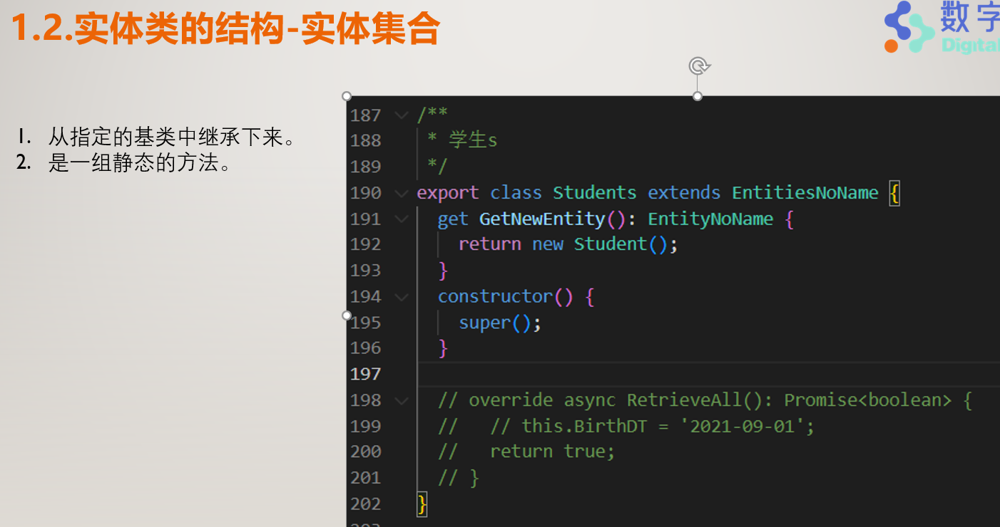 1.2.实体类的结构-实体集合
数字
Digital
1. 从指定的基类中继承下来。
2. 是一组静态的方法。
187 /**
188 * 学生s
189 */
190 export class Students extends EntitiesNoName {
191 get GetNewEntity(): EntityNoName {
192 return new Student();
193 }
194 constructor() {
195 super();
196 }
197
198 // override async RetrieveAll(): Promise<boolean> {
199 // // this.BirthDT = '2021-09-01';
200 // return true;
201 // }
202 }